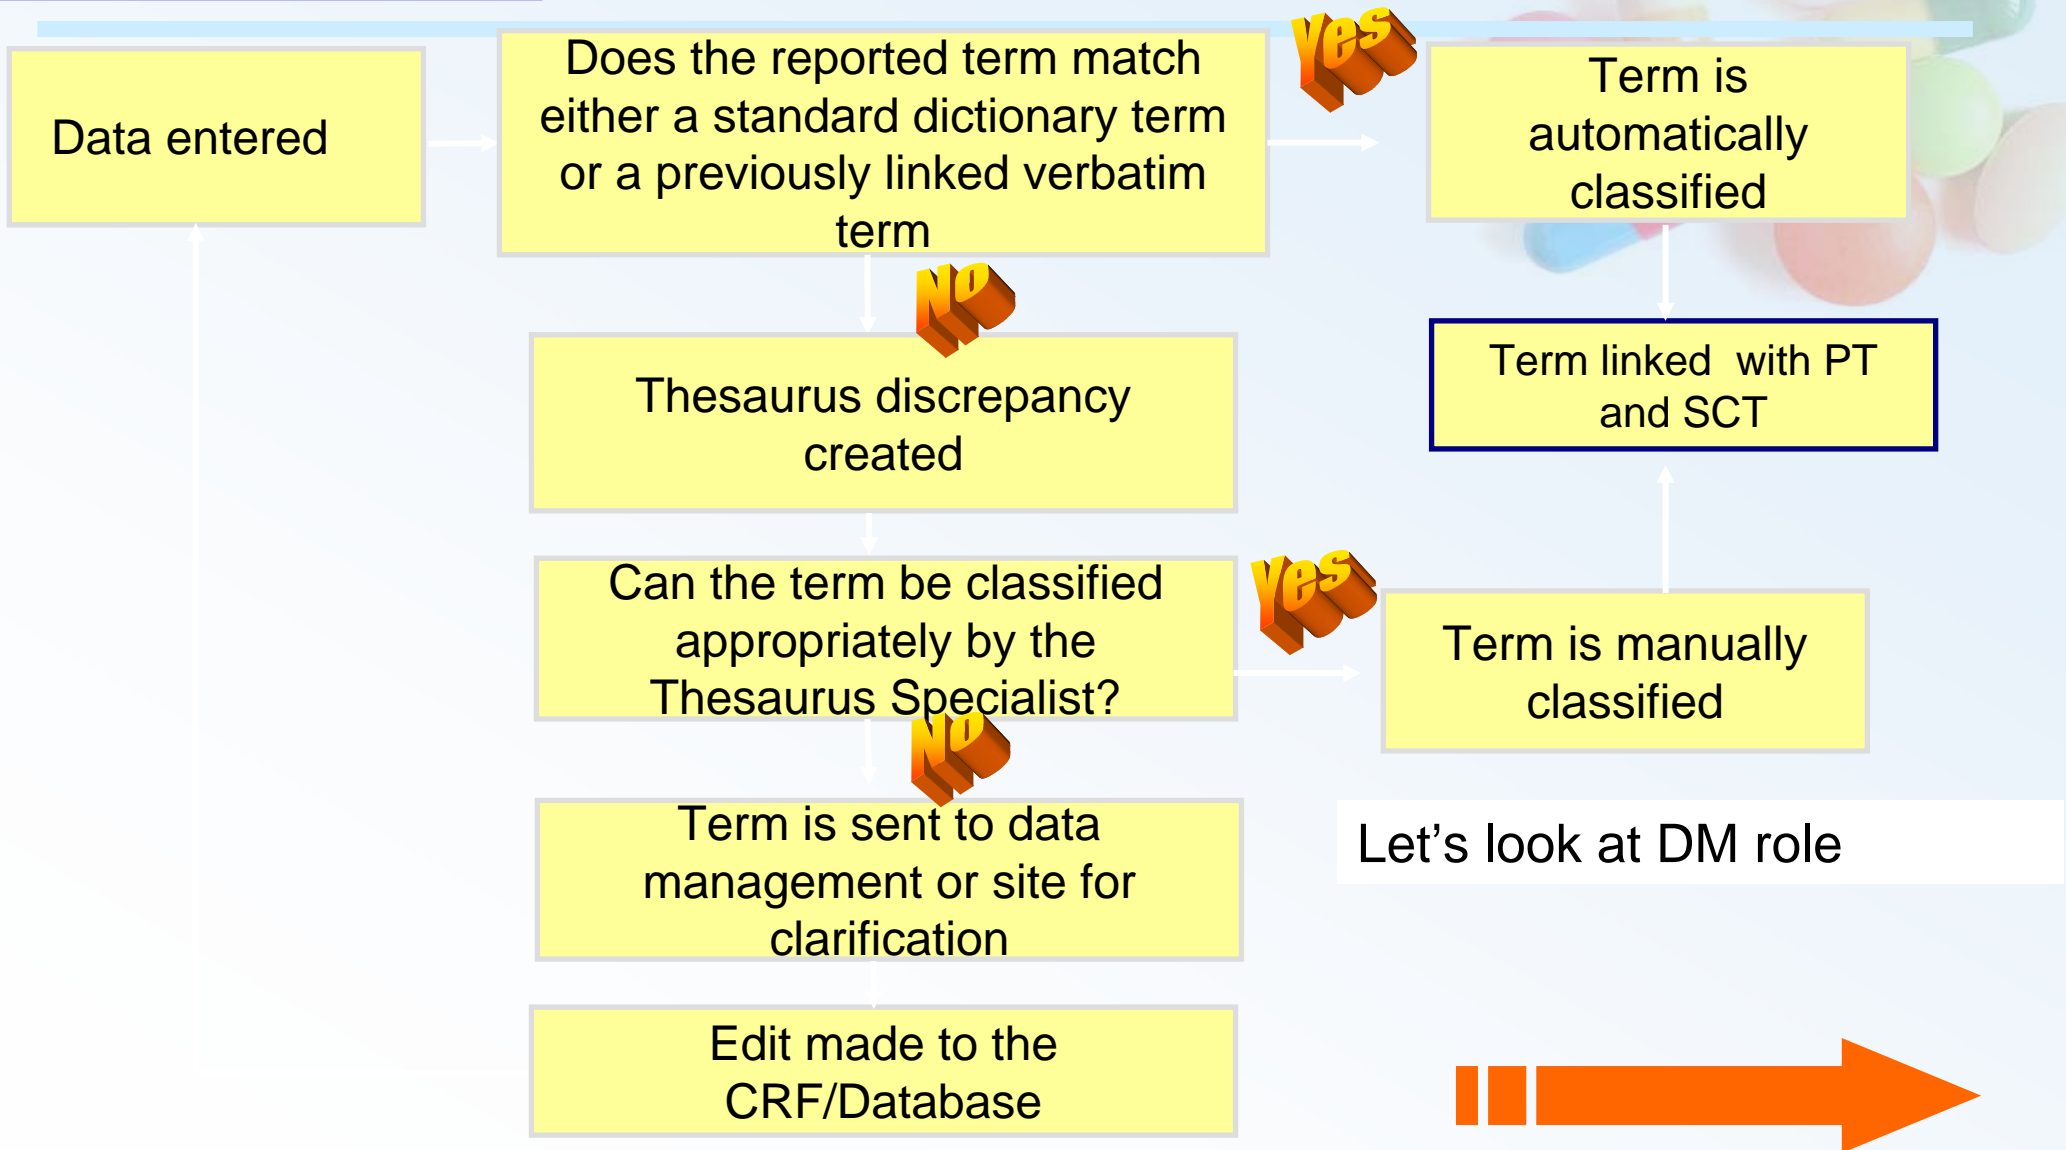 Data entered
Does the reported term match
either a standard dictionary term
or a previously linked verbatim
term
Yes
Term is
automatically
classified
No
Term linked with PT
and SCT
Thesaurus discrepancy
created
Can the term be classified
appropriately by the
Thesaurus Specialist?
Yes
Term is manually
classified
No
Term is sent to data
management or site for
clarification
Let’s look at DM role
Edit made to the
CRF/Database